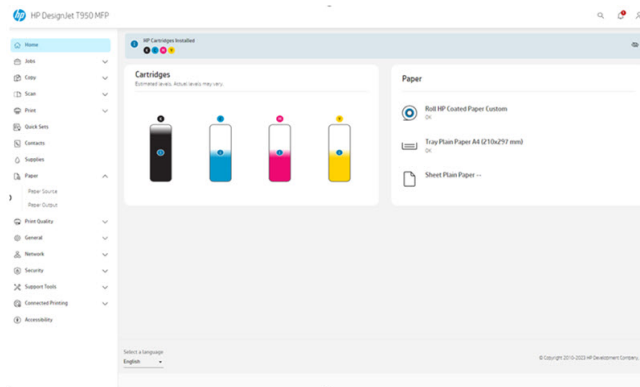 hp HP DesignJet T950 MFP
Home
Jobs
Copy
Scan
Print
Quick Sets
Contacts
Supplies
Paper
Paper Source
Paper Output
Print Quality
General
Network
Security
Support Tools
Connected Printing
Accessibility
HP Cartridges Installed
K C M Y
Cartridges
Estimated levels. Actual levels may vary.
K C M Y
Paper
Roll HP Coated Paper Custom
OK
Tray Plain Paper A4 (210x297 mm)
OK
Sheet Plain Paper --
Select a language
English
© Copyright 2010-2023 HP Development Company,